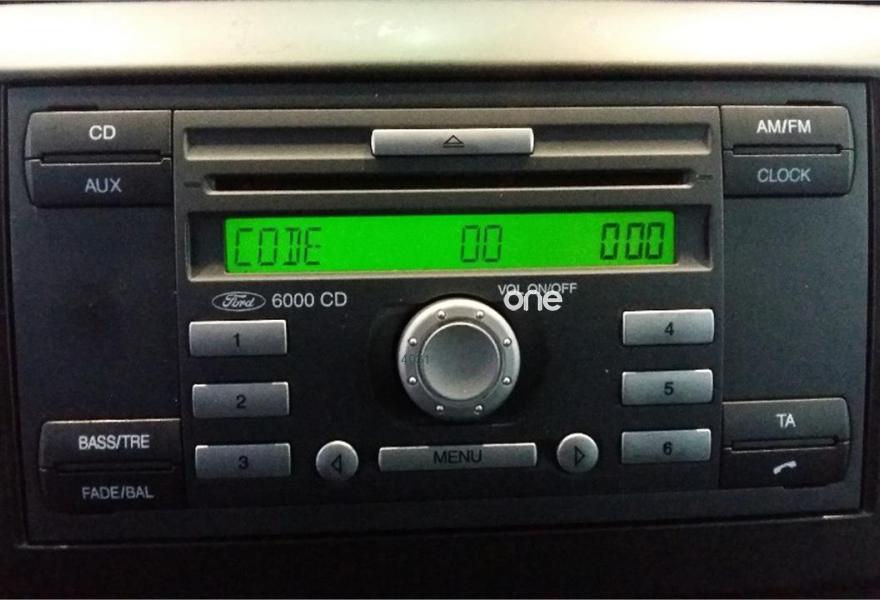 CD
AM/FM
AUX
CLOCK
CODE 00 000
Ford 6000 CD
VOL ON/OFF
one
1
4
2
5
3
6
BASS/TRE
MENU
TA
FADE/BAL